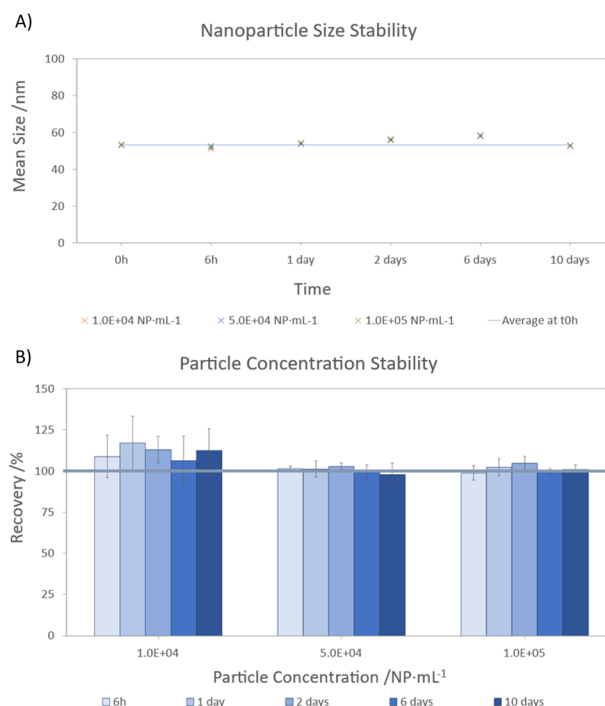 A)
Nanoparticle Size Stability
100
80
60
40
20
0
Mean Size /nm
0h 6h 1 day 2 days 6 days 10 days
Time
1.0E+04 NP·mL-1 5.0E+04 NP·mL-1 1.0E+05 NP·mL-1 Average at t0h
B)
Particle Concentration Stability
150
125
100
75
50
25
0
Recovery /%
1.0E+04 5.0E+04 1.0E+05
Particle Concentration /NP·mL⁻¹
6h 1 day 2 days 6 days 10 days